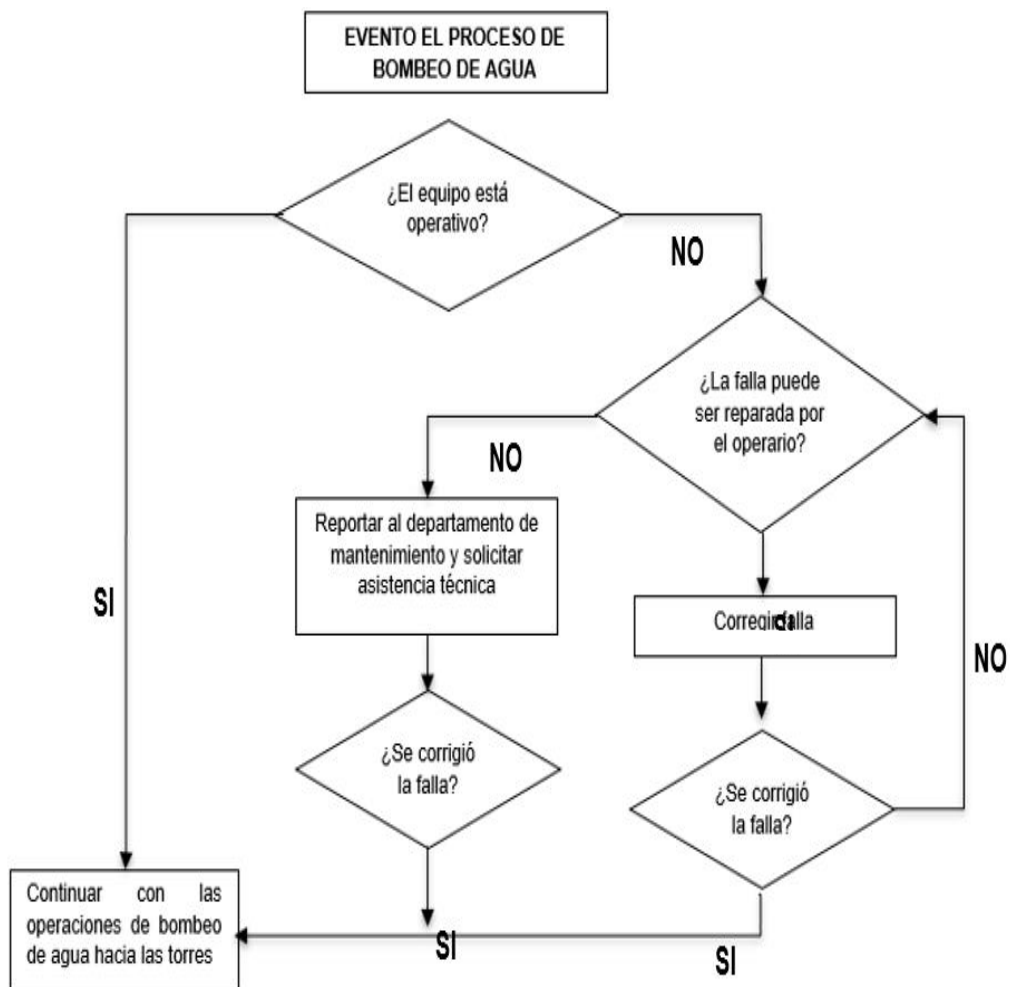 EVENTO EL PROCESO DE
BOMBEO DE AGUA
¿El equipo está
operativo?
NO
¿La falla puede
ser reparada por
el operario?
NO
Reportar al departamento de
mantenimiento y solicitar
asistencia técnica
SI
falla
NO
¿Se corrigió
la falla?
¿Se corrigió
la falla?
Continuar con las
operaciones de bombeo
de agua hacia las torres
SI
SI